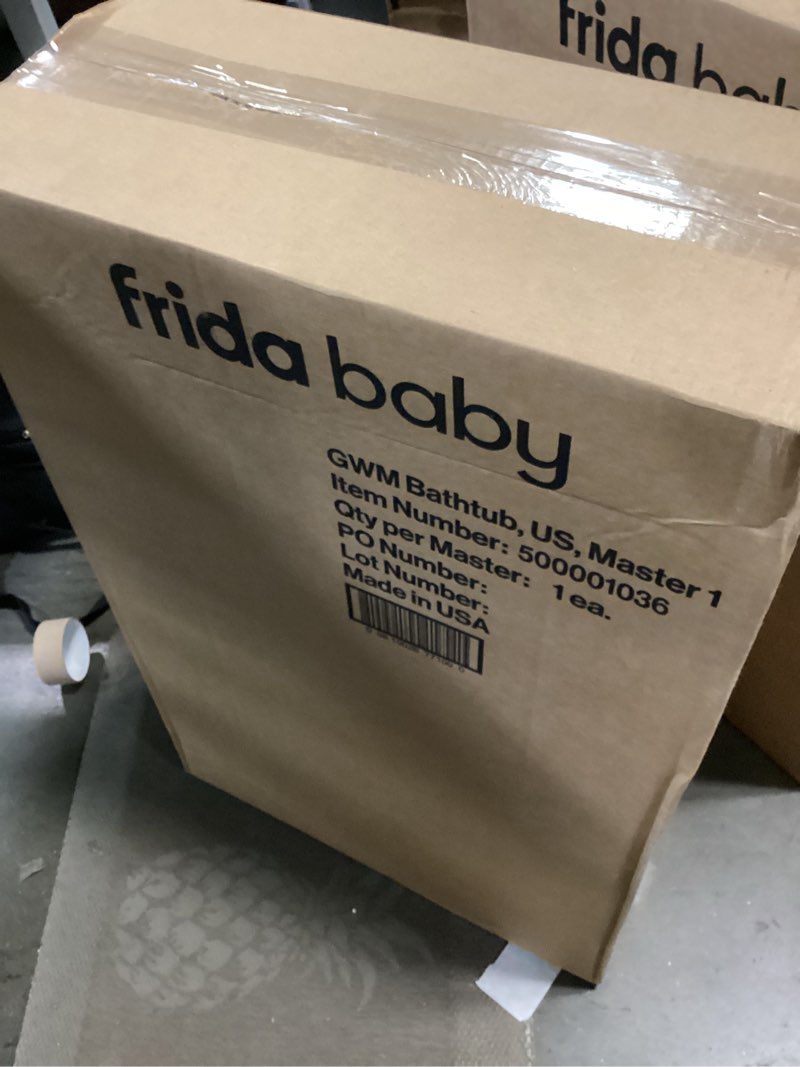 frida bab
frida baby
GWM Bathtub, US, Master 1
Item Number: 500001036
Qty per Master: 1 ea.
PO Number:
Lot Number:
Made in USA